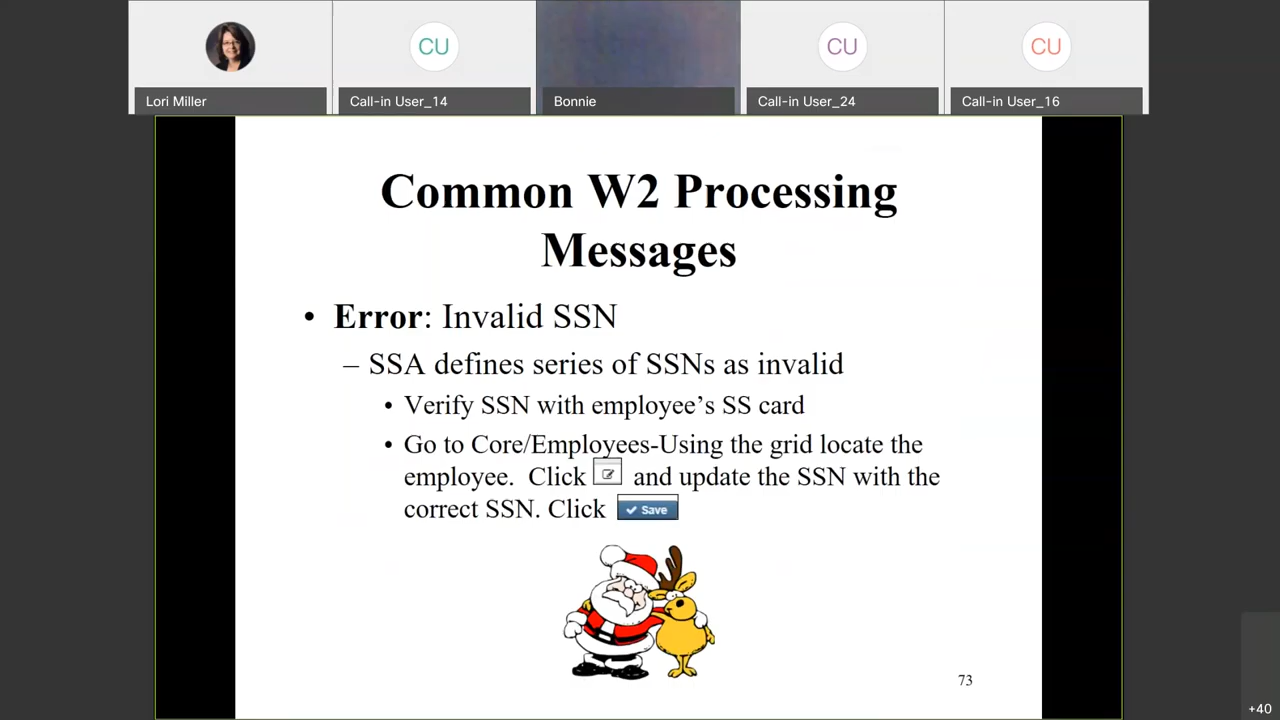 CU
CU
CU
Lori Miller
Call-in User_14
Bonnie
Call-in User_24
Call-in User_16
Common W2 Processing
Messages
• Error: Invalid SSN
– SSA defines series of SSNs as invalid
• Verify SSN with employee’s SS card
• Go to Core/Employees-Using the grid locate the
employee. Click and update the SSN with the
correct SSN. Click Save
73
+40